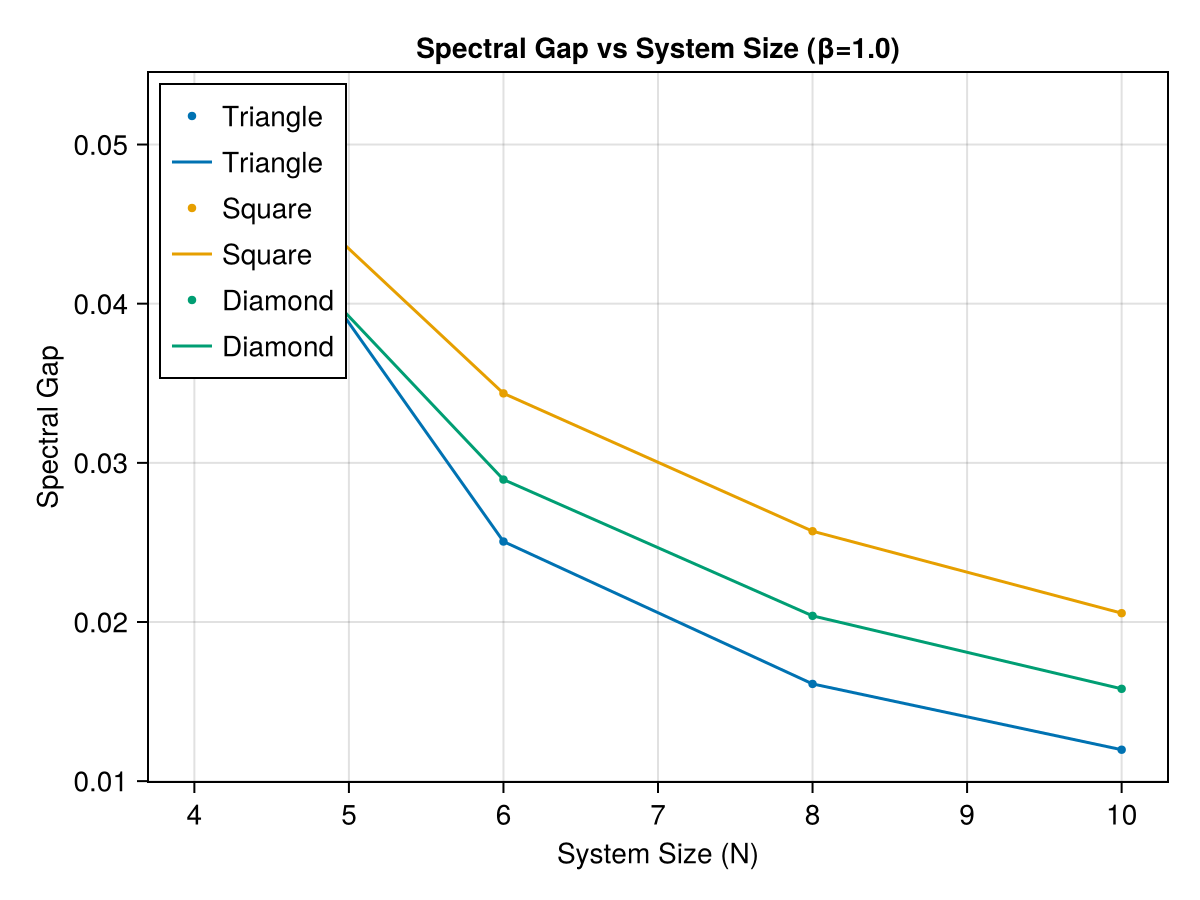 Spectral Gap vs System Size (β=1.0)
Triangle
Triangle
Square
Square
Diamond
Diamond
0.05
0.04
0.03
0.02
0.01
Spectral Gap
4 5 6 7 8 9 10
System Size (N)